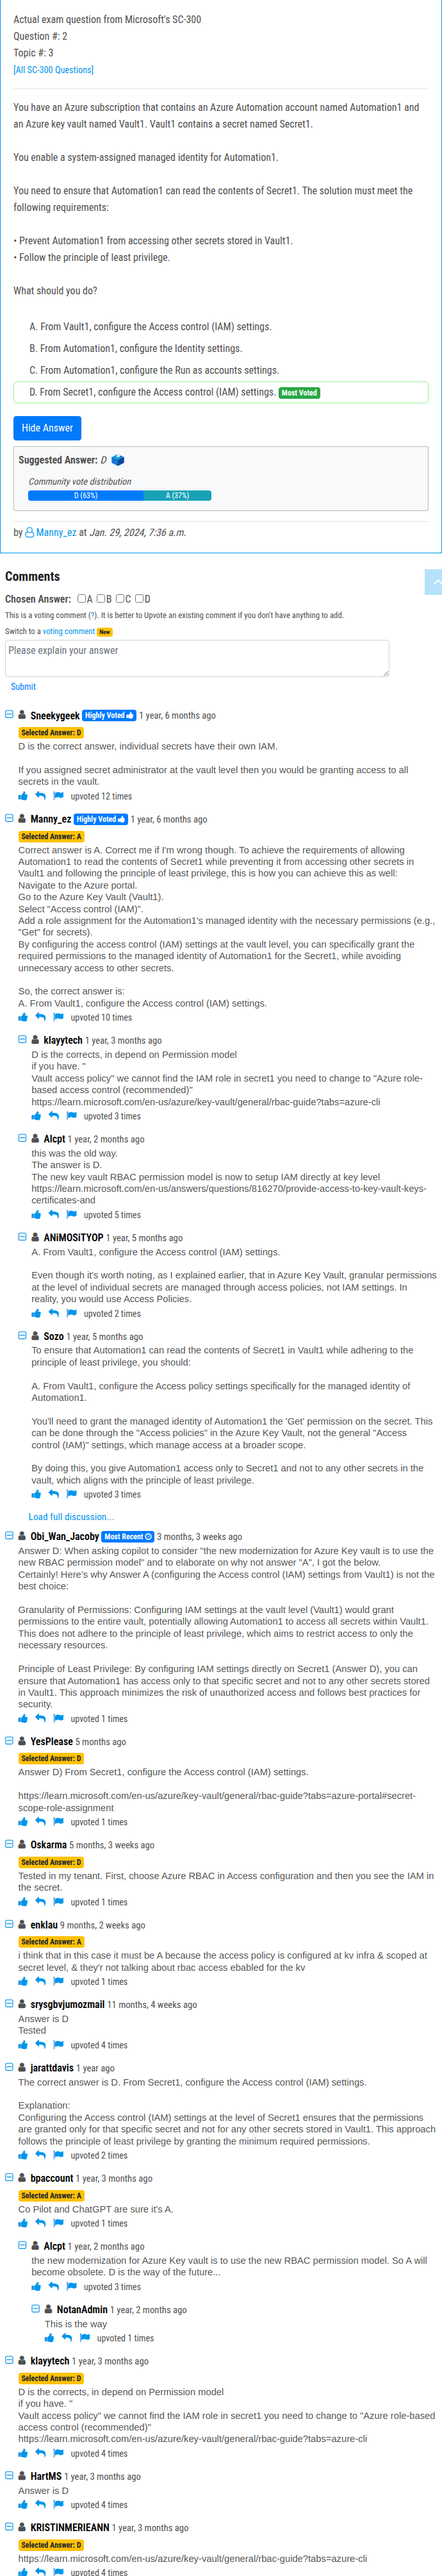 Actual exam question from Microsoft's SC-300
Question #: 2
Topic #: 3
[All SC-300 Questions]
You have an Azure subscription that contains an Azure Automation account named Automation1 and
an Azure key vault named Vault1. Vault1 contains a secret named Secret1.
You enable a system-assigned managed identity for Automation1.
You need to ensure that Automation1 can read the contents of Secret1. The solution must meet the
following requirements:
• Prevent Automation1 from accessing other secrets stored in Vault1.
• Follow the principle of least privilege.
What should you do?
A. From Vault1, configure the Access control (IAM) settings.
B. From Automation1, configure the Identity settings.
C. From Automation1, configure the Run as accounts settings.
D. From Secret1, configure the Access control (IAM) settings. Most Voted
Hide Answer
Suggested Answer: D
Community vote distribution
D (63%) A (37%)
by Manny_ez at Jan. 29, 2024, 7:36 a.m.
Comments
Chosen Answer: A B C D
This is a voting comment (?). It is better to Upvote an existing comment if you don't have anything to add.
Switch to a voting comment New
Please explain your answer
Submit
Sneekygeek Highly Voted 1 year, 6 months ago
Selected Answer: D
D is the correct answer, individual secrets have their own IAM.
If you assigned secret administrator at the vault level then you would be granting access to all
secrets in the vault.
upvoted 12 times
Manny_ez Highly Voted 1 year, 6 months ago
Selected Answer: A
Correct answer is A. Correct me if I'm wrong though. To achieve the requirements of allowing
Automation1 to read the contents of Secret1 while preventing it from accessing other secrets in
Vault1 and following the principle of least privilege, this is how you can achieve this as well:
Navigate to the Azure portal.
Go to the Azure Key Vault (Vault1).
Select "Access control (IAM)".
Add a role assignment for the Automation1's managed identity with the necessary permissions (e.g.,
"Get" for secrets).
By configuring the access control (IAM) settings at the vault level, you can specifically grant the
required permissions to the managed identity of Automation1 for the Secret1, while avoiding
unnecessary access to other secrets.
So, the correct answer is:
A. From Vault1, configure the Access control (IAM) settings.
upvoted 10 times
klayytech 1 year, 3 months ago
D is the corrects, in depend on Permission model
if you have. "
Vault access policy" we cannot find the IAM role in secret1 you need to change to "Azure role-
based access control (recommended)"
https://learn.microsoft.com/en-us/azure/key-vault/general/rbac-guide?tabs=azure-cli
upvoted 3 times
Alcpt 1 year, 2 months ago
this was the old way.
The answer is D.
The new key vault RBAC permission model is now to setup IAM directly at key level
https://learn.microsoft.com/en-us/answers/questions/816270/provide-access-to-key-vault-keys-
certificates-and
upvoted 5 times
ANiMOSiTYOP 1 year, 5 months ago
A. From Vault1, configure the Access control (IAM) settings.
Even though it's worth noting, as I explained earlier, that in Azure Key Vault, granular permissions
at the level of individual secrets are managed through access policies, not IAM settings. In
reality, you would use Access Policies.
upvoted 2 times
Sozo 1 year, 5 months ago
To ensure that Automation1 can read the contents of Secret1 in Vault1 while adhering to the
principle of least privilege, you should:
A. From Vault1, configure the Access policy settings specifically for the managed identity of
Automation1.
You'll need to grant the managed identity of Automation1 the 'Get' permission on the secret. This
can be done through the "Access policies" in the Azure Key Vault, not the general "Access
control (IAM)" settings, which manage access at a broader scope.
By doing this, you give Automation1 access only to Secret1 and not to any other secrets in the
vault, which aligns with the principle of least privilege.
upvoted 3 times
Load full discussion...
Obi_Wan_Jacoby Most Recent 3 months, 3 weeks ago
Answer D: When asking copilot to consider "the new modernization for Azure Key vault is to use the
new RBAC permission model" and to elaborate on why not answer "A", I got the below.
Certainly! Here's why Answer A (configuring the Access control (IAM) settings from Vault1) is not the
best choice:
Granularity of Permissions: Configuring IAM settings at the vault level (Vault1) would grant
permissions to the entire vault, potentially allowing Automation1 to access all secrets within Vault1.
This does not adhere to the principle of least privilege, which aims to restrict access to only the
necessary resources.
Principle of Least Privilege: By configuring IAM settings directly on Secret1 (Answer D), you can
ensure that Automation1 has access only to that specific secret and not to any other secrets stored
in Vault1. This approach minimizes the risk of unauthorized access and follows best practices for
security.
upvoted 1 times
YesPlease 5 months ago
Selected Answer: D
Answer D) From Secret1, configure the Access control (IAM) settings.
https://learn.microsoft.com/en-us/azure/key-vault/general/rbac-guide?tabs=azure-portal#secret-
scope-role-assignment
upvoted 1 times
Oskarma 5 months, 3 weeks ago
Selected Answer: D
Tested in my tenant. First, choose Azure RBAC in Access configuration and then you see the IAM in
the secret.
upvoted 1 times
enklau 9 months, 2 weeks ago
Selected Answer: A
i think that in this case it must be A because the access policy is configured at kv infra & scoped at
secret level, & they'r not talking about rbac access ebabled for the kv
upvoted 1 times
srysgbvjumozmail 11 months, 4 weeks ago
Answer is D
Tested
upvoted 4 times
jarattdavis 1 year ago
The correct answer is D. From Secret1, configure the Access control (IAM) settings.
Explanation:
Configuring the Access control (IAM) settings at the level of Secret1 ensures that the permissions
are granted only for that specific secret and not for any other secrets stored in Vault1. This approach
follows the principle of least privilege by granting the minimum required permissions.
upvoted 2 times
bpaccount 1 year, 3 months ago
Selected Answer: A
Co Pilot and ChatGPT are sure it's A.
upvoted 1 times
Alcpt 1 year, 2 months ago
the new modernization for Azure Key vault is to use the new RBAC permission model. So A will
become obsolete. D is the way of the future...
upvoted 3 times
NotanAdmin 1 year, 2 months ago
This is the way
upvoted 1 times
klayytech 1 year, 3 months ago
Selected Answer: D
D is the corrects, in depend on Permission model
if you have. "
Vault access policy" we cannot find the IAM role in secret1 you need to change to "Azure role-based
access control (recommended)"
https://learn.microsoft.com/en-us/azure/key-vault/general/rbac-guide?tabs=azure-cli
upvoted 4 times
HartMS 1 year, 3 months ago
Answer is D
upvoted 4 times
KRISTINMERIEANN 1 year, 3 months ago
Selected Answer: D
https://learn.microsoft.com/en-us/azure/key-vault/general/rbac-guide?tabs=azure-cli
upvoted 4 times